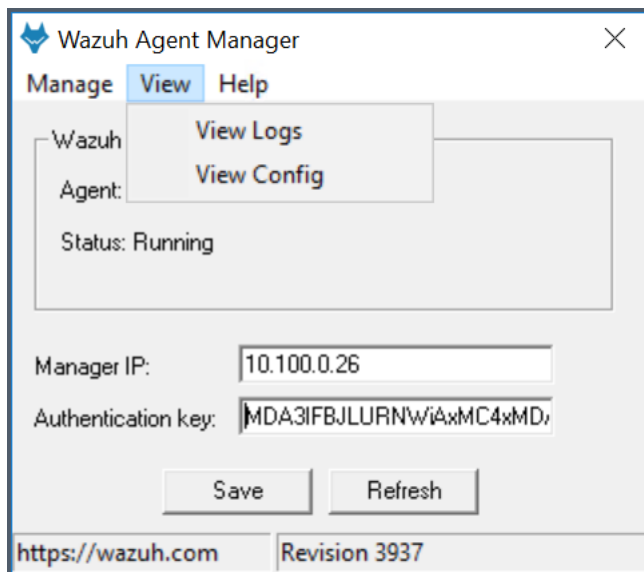 Wazuh Agent Manager
Manage View Help
View Logs
View Config
Wazuh
Agent:
Status: Running
Manager IP: 10.100.0.26
Authentication key: MDA3IFBJLURNWiAxMC4xMD
Save Refresh
https://wazuh.com Revision 3937